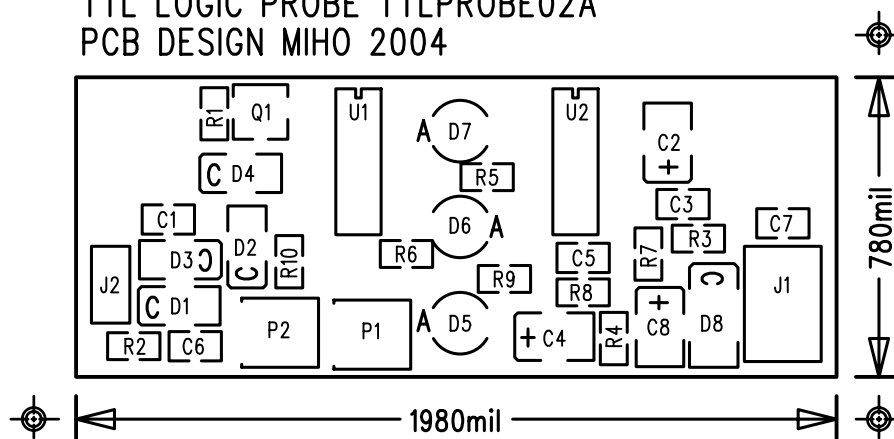 TTL LOGIC PROBE TTLPROBE02A
PCB DESIGN MIHO 2004
R1 Q1 U1 A D7 U2 C2 +
C D4 R5
C1 D2 C R10 D6 A C3 C7
D3 C R6 C5 R7 R3
J2 R9 R8 C J1
C D1 P2 P1 A D5 + C4 R4 + C8 D8
R2 C6
780mil
1980mil